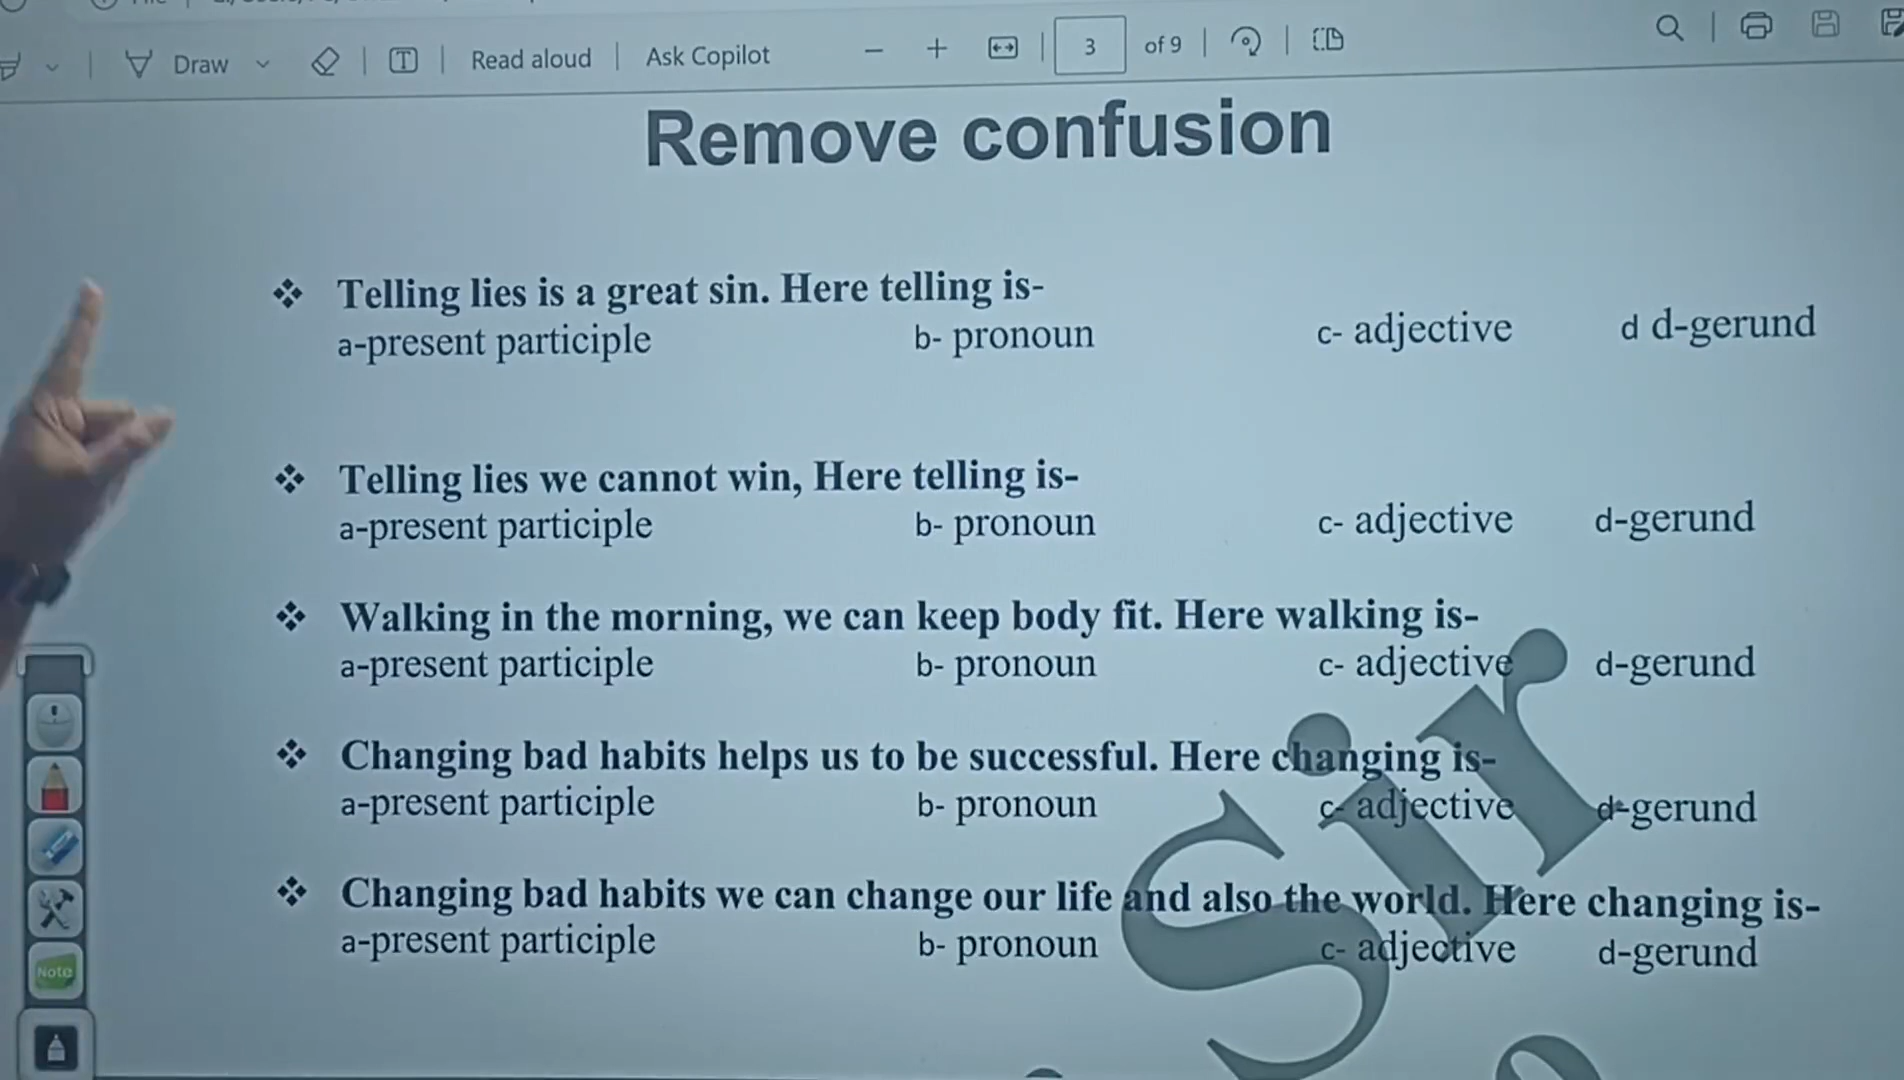 Draw
Read aloud
Ask Copilot
3
of 9
Remove confusion
❖ Telling lies is a great sin. Here telling is-
a-present participle b- pronoun c- adjective d d-gerund
❖ Telling lies we cannot win, Here telling is-
a-present participle b- pronoun c- adjective d-gerund
❖ Walking in the morning, we can keep body fit. Here walking is-
a-present participle b- pronoun c- adjective d-gerund
❖ Changing bad habits helps us to be successful. Here changing is-
a-present participle b- pronoun c- adjective d-gerund
❖ Changing bad habits we can change our life and also the world. Here changing is-
a-present participle b- pronoun c- adjective d-gerund
Sir
Note